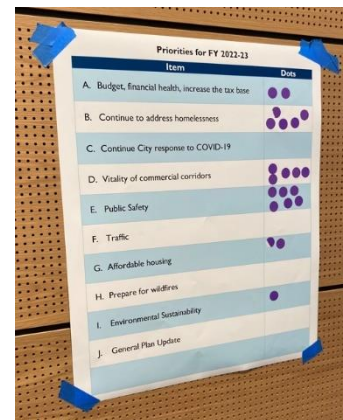 Priorities for FY 2022-23
Item Dots
A. Budget, financial health, increase the tax base
B. Continue to address homelessness
C. Continue City response to COVID-19
D. Vitality of commercial corridors
E. Public Safety
F. Traffic
G. Affordable housing
H. Prepare for wildfires
I. Environmental Sustainability
J. General Plan Update